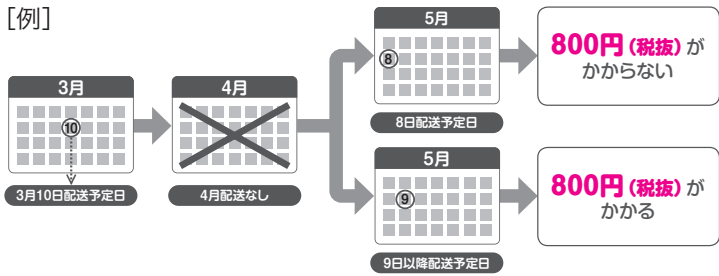 [例]
3月
10
3月10日配送予定日
4月
4月配送なし
5月
8
8日配送予定日
800円(税抜)が
かからない
5月
9
9日以降配送予定日
800円(税抜)が
かかる